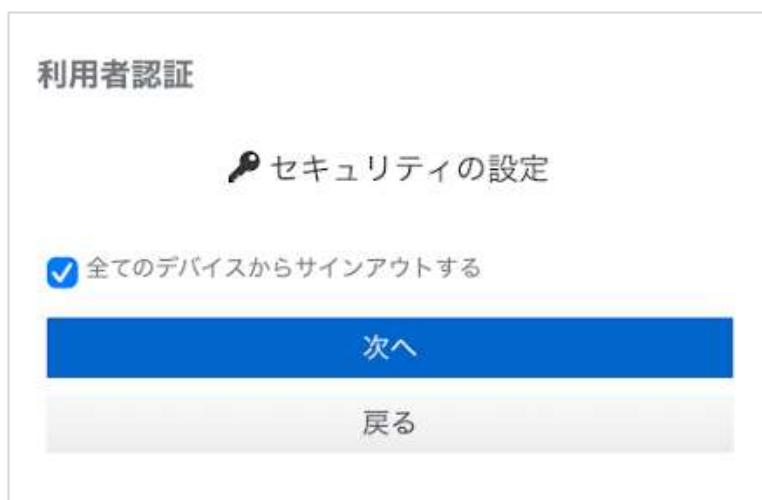 利用者認証
セキュリティの設定
全てのデバイスからサインアウトする
次へ
戻る